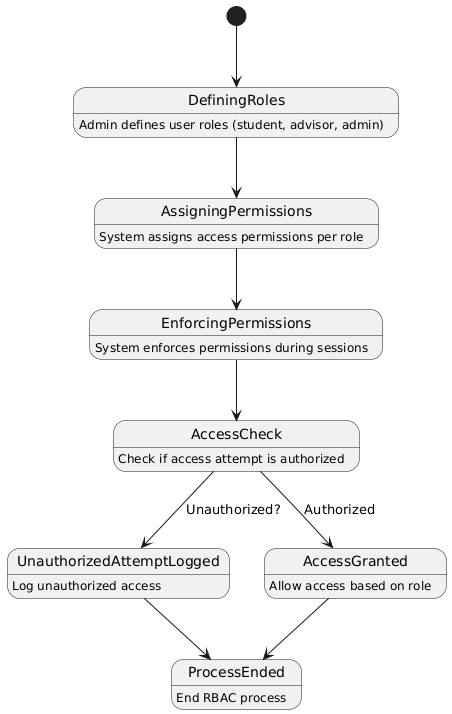 DefiningRoles
Admin defines user roles (student, advisor, admin)
AssigningPermissions
System assigns access permissions per role
EnforcingPermissions
System enforces permissions during sessions
AccessCheck
Check if access attempt is authorized
Unauthorized?
Authorized
UnauthorizedAttemptLogged
Log unauthorized access
AccessGranted
Allow access based on role
ProcessEnded
End RBAC process